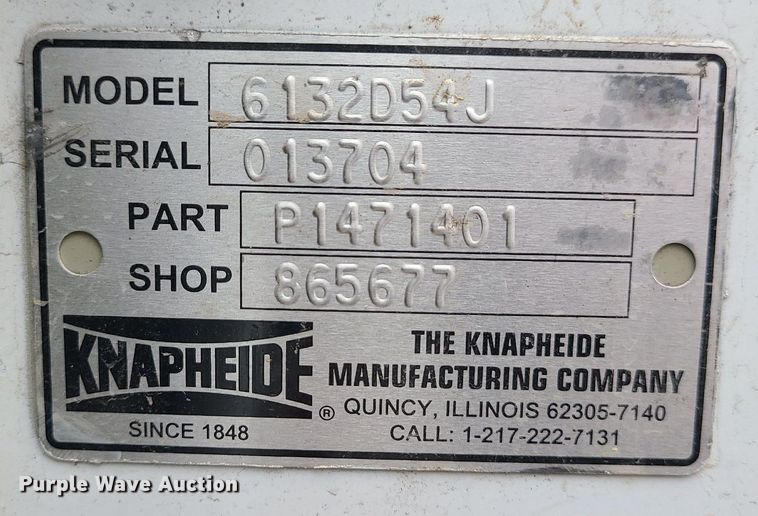 MODEL 6132D54J
SERIAL 013704
PART P1471401
SHOP 865677
KNAPHEIDE ®
SINCE 1848
THE KNAPHEIDE
MANUFACTURING COMPANY
QUINCY, ILLINOIS 62305-7140
CALL: 1-217-222-7131
Purple Wave Auction